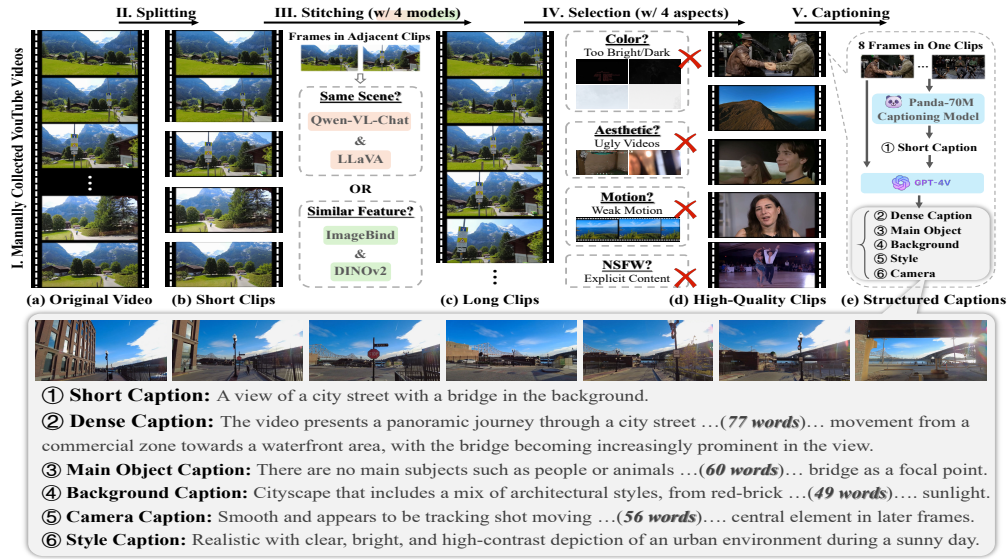 II. Splitting
III. Stitching (w/ 4 models)
IV. Selection (w/ 4 aspects)
V. Captioning
I. Manually Collected YouTube Videos
Frames in Adjacent Clips
Same Scene?
Qwen-VL-Chat
&
LLaVA
OR
Similar Feature?
ImageBind
&
DINOv2
Color?
Too Bright/Dark
Aesthetic?
Ugly Videos
Motion?
Weak Motion
NSFW?
Explicit Content
8 Frames in One Clips
...
Panda-70M
Captioning Model
① Short Caption
GPT-4V
② Dense Caption
③ Main Object
④ Background
⑤ Style
⑥ Camera
(a) Original Video
(b) Short Clips
(c) Long Clips
(d) High-Quality Clips
(e) Structured Captions
① Short Caption: A view of a city street with a bridge in the background.
② Dense Caption: The video presents a panoramic journey through a city street …(77 words)… movement from a
commercial zone towards a waterfront area, with the bridge becoming increasingly prominent in the view.
③ Main Object Caption: There are no main subjects such as people or animals …(60 words)… bridge as a focal point.
④ Background Caption: Cityscape that includes a mix of architectural styles, from red-brick …(49 words)…. sunlight.
⑤ Camera Caption: Smooth and appears to be tracking shot moving …(56 words)…. central element in later frames.
⑥ Style Caption: Realistic with clear, bright, and high-contrast depiction of an urban environment during a sunny day.